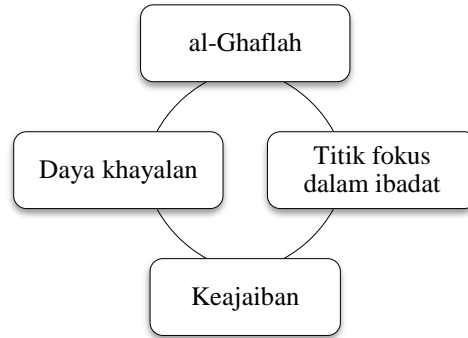 al-Ghaflah
Daya khayalan
Titik fokus
dalam ibadat
Keajaiban